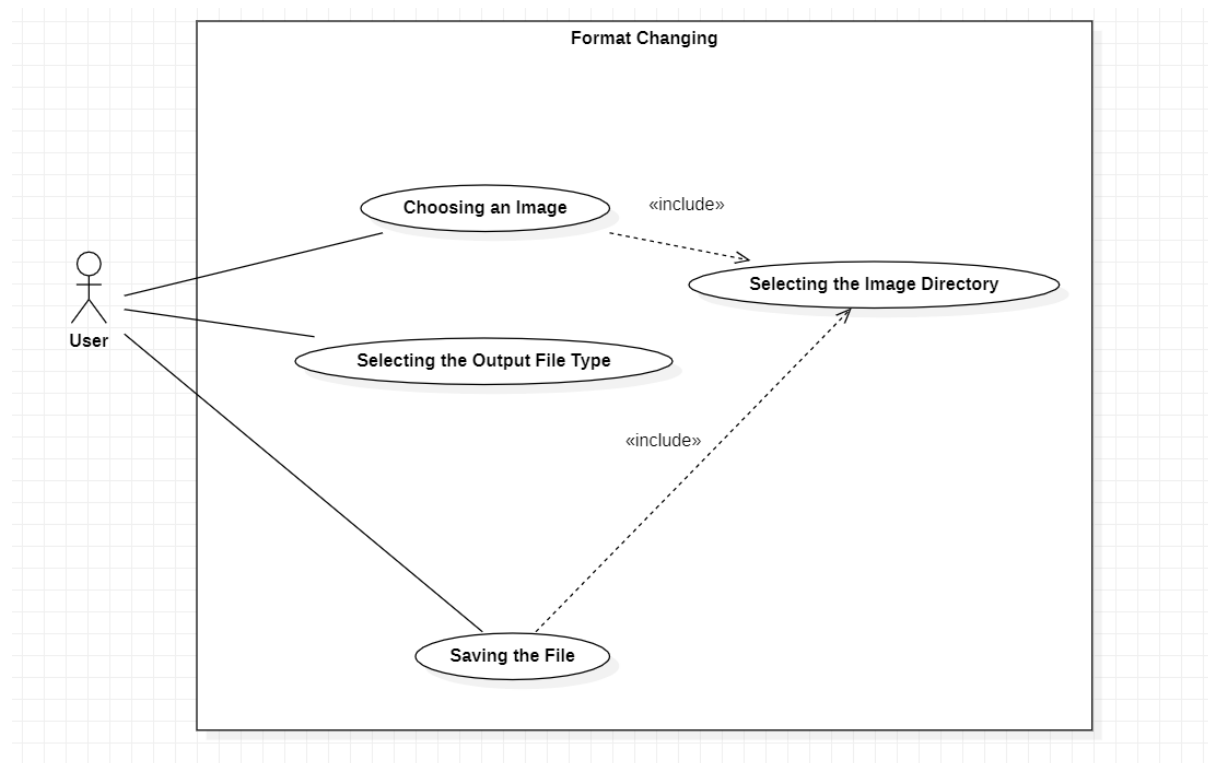 Format Changing
Choosing an Image
«include»
Selecting the Image Directory
User
Selecting the Output File Type
«include»
Saving the File